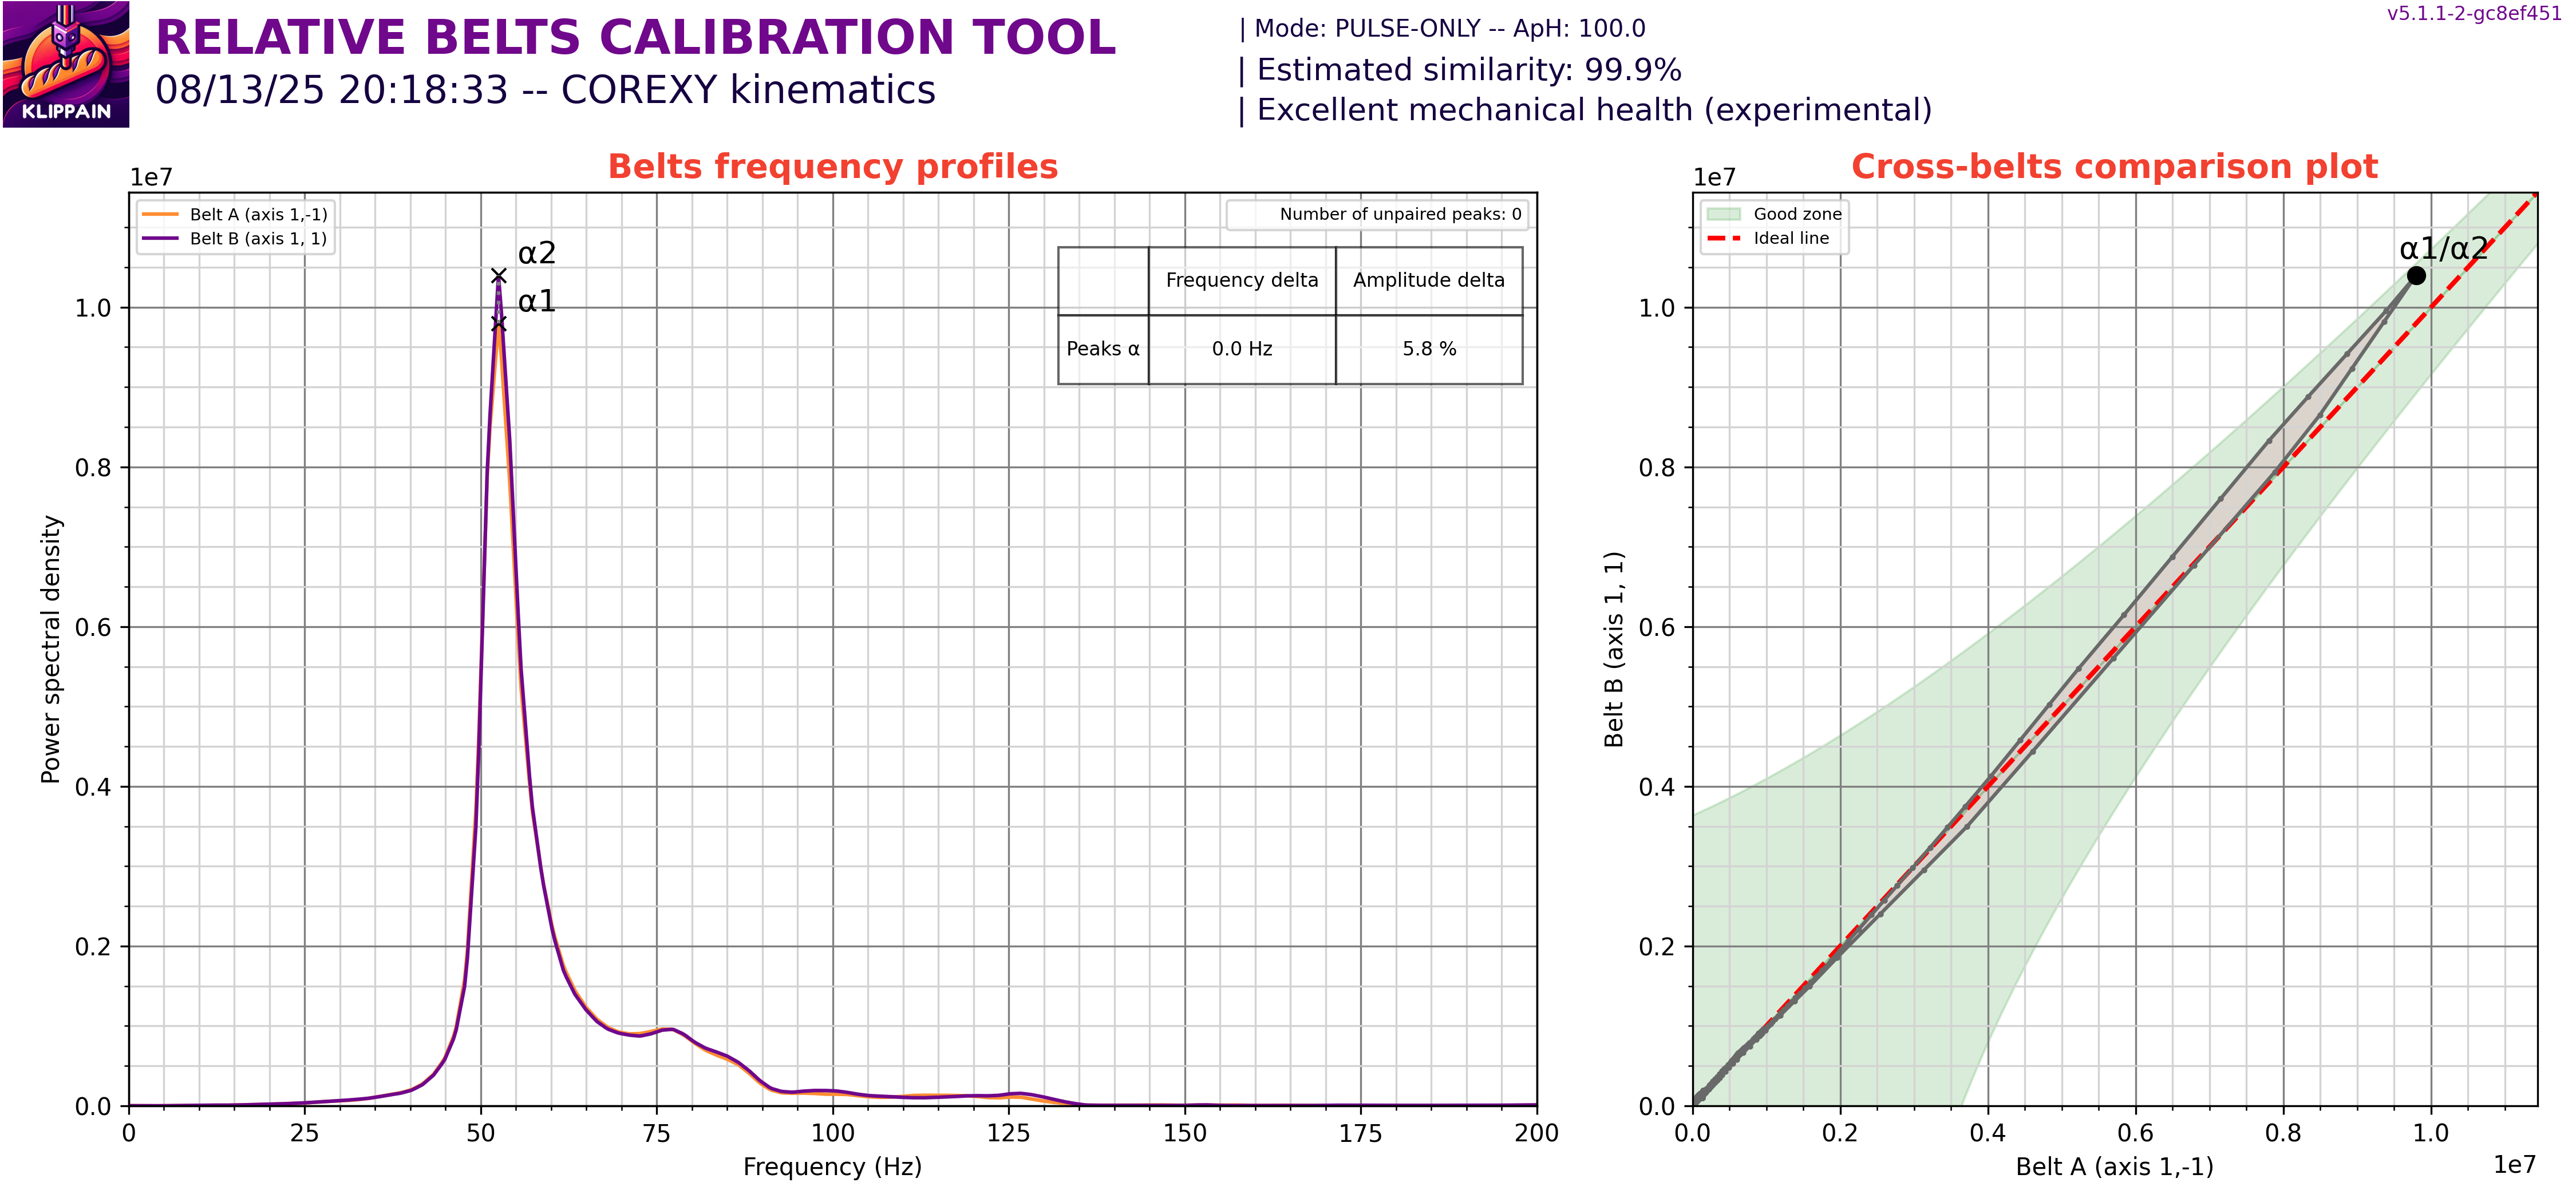 v5.1.1-2-gc8ef451
KLIPPAIN
RELATIVE BELTS CALIBRATION TOOL
08/13/25 20:18:33 -- COREXY kinematics
| Mode: PULSE-ONLY -- ApH: 100.0
| Estimated similarity: 99.9%
| Excellent mechanical health (experimental)
Belts frequency profiles
1e7
Belt A (axis 1,-1)
Belt B (axis 1, 1)
Number of unpaired peaks: 0
Frequency delta Amplitude delta
Peaks α 0.0 Hz 5.8 %
α2
α1
1.0
0.8
0.6
0.4
0.2
0.0
Power spectral density
0 25 50 75 100 125 150 175 200
Frequency (Hz)
Cross-belts comparison plot
1e7
Good zone
Ideal line
α1/α2
1.0
0.8
0.6
0.4
0.2
0.0
Belt B (axis 1, 1)
0.0 0.2 0.4 0.6 0.8 1.0
1e7
Belt A (axis 1,-1)